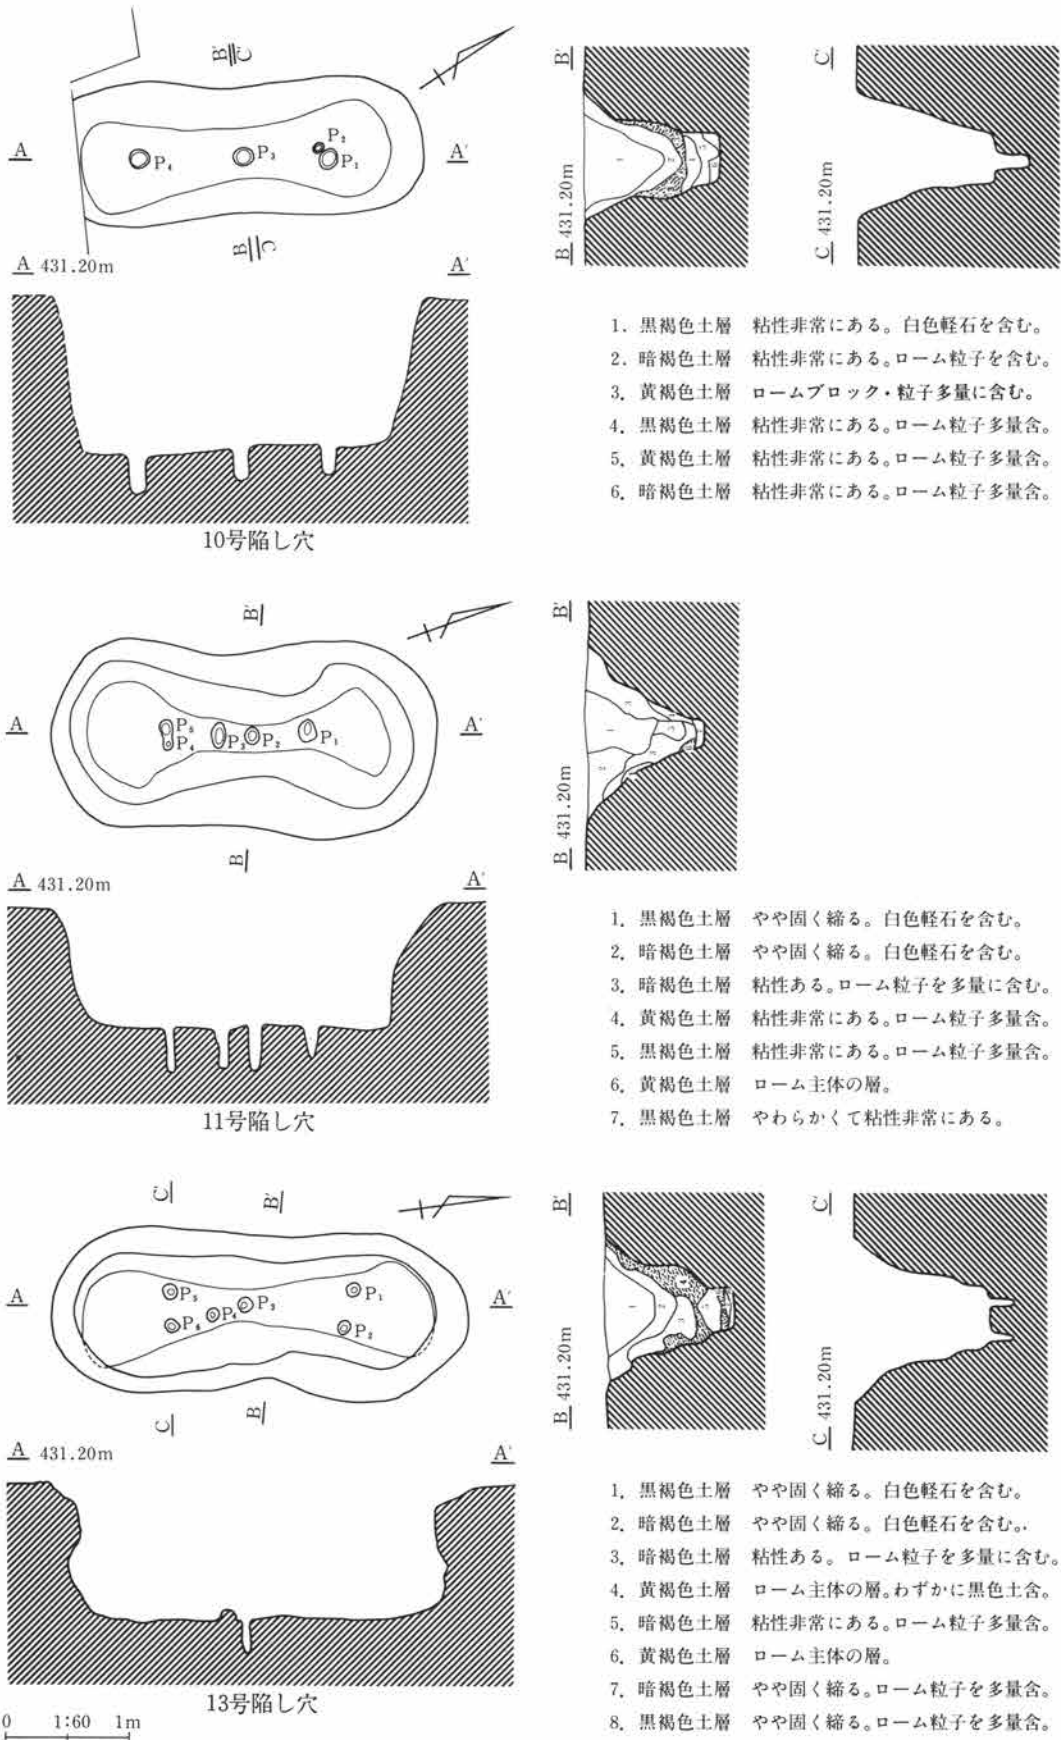 B' C'
A A'
P4 P3 P2 P1
B C
A 431.20m A'
10号陥し穴
B' C'
1 2 3
B 431.20m C 431.20m
1. 黒褐色土層 粘性非常にある。白色軽石を含む。
2. 暗褐色土層 粘性非常にある。ローム粒子を含む。
3. 黄褐色土層 ロームブロック・粒子多量に含む。
4. 黒褐色土層 粘性非常にある。ローム粒子多量含。
5. 黄褐色土層 粘性非常にある。ローム粒子多量含。
6. 暗褐色土層 粘性非常にある。ローム粒子多量含。
B'
A A'
P5 P4 P3 P2 P1
B
A 431.20m A'
11号陥し穴
B'
1 2
B 431.20m
1. 黒褐色土層 やや固く締る。白色軽石を含む。
2. 暗褐色土層 やや固く締る。白色軽石を含む。
3. 暗褐色土層 粘性ある。ローム粒子を多量に含む。
4. 黄褐色土層 粘性非常にある。ローム粒子多量含。
5. 黒褐色土層 粘性非常にある。ローム粒子多量含。
6. 黄褐色土層 ローム主体の層。
7. 黒褐色土層 やわらかくて粘性非常にある。
C' B'
A A'
P5 P6 P4 P3 P1 P2
C B
A 431.20m A'
13号陥し穴
0 1:60 1m
B' C'
1 2 3
B 431.20m C 431.20m
1. 黒褐色土層 やや固く締る。白色軽石を含む。
2. 暗褐色土層 やや固く締る。白色軽石を含む。.
3. 暗褐色土層 粘性ある。ローム粒子を多量に含む。
4. 黄褐色土層 ローム主体の層。わずかに黒色土含。
5. 暗褐色土層 粘性非常にある。ローム粒子多量含。
6. 黄褐色土層 ローム主体の層。
7. 暗褐色土層 やや固く締る。ローム粒子を多量含。
8. 黒褐色土層 やや固く締る。ローム粒子を多量含。